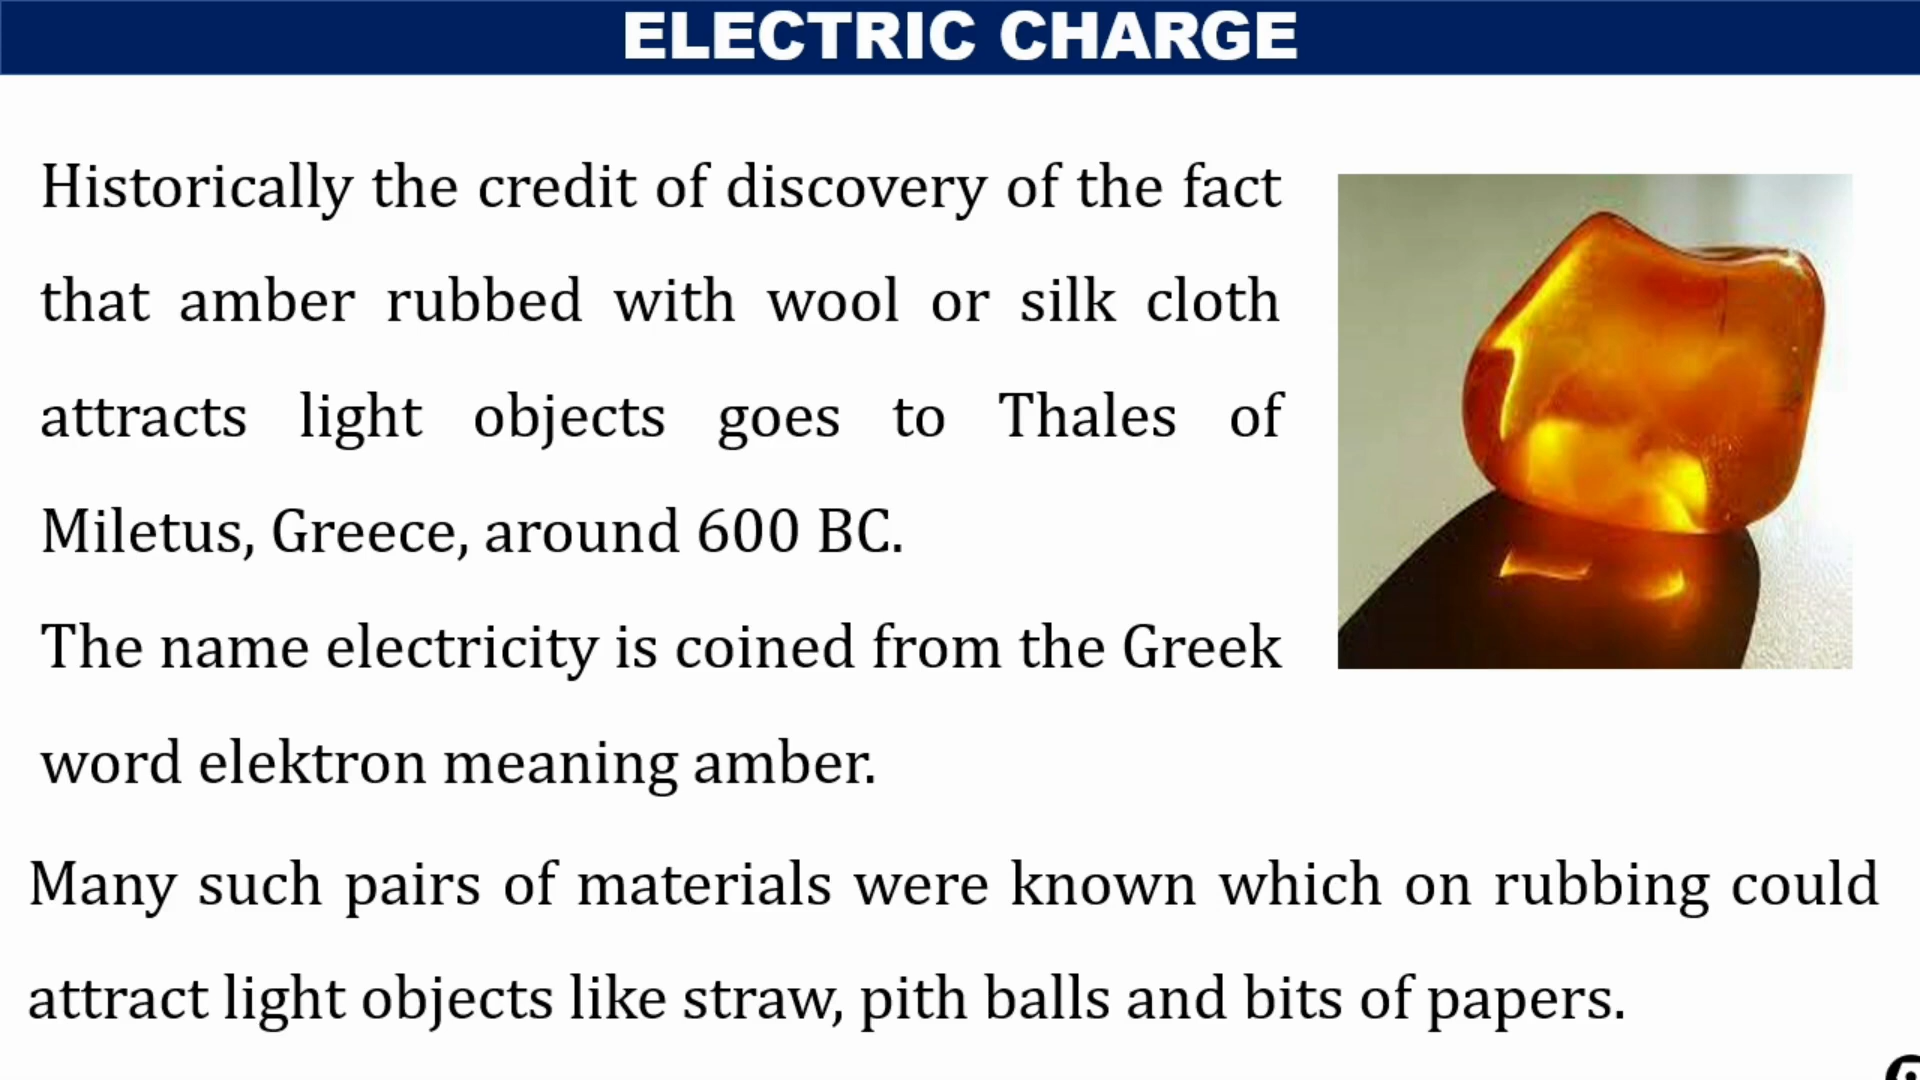 ELECTRIC CHARGE
Historically the credit of discovery of the fact
that amber rubbed with wool or silk cloth
attracts light objects goes to Thales of
Miletus, Greece, around 600 BC.
The name electricity is coined from the Greek
word elektron meaning amber.
Many such pairs of materials were known which on rubbing could
attract light objects like straw, pith balls and bits of papers.